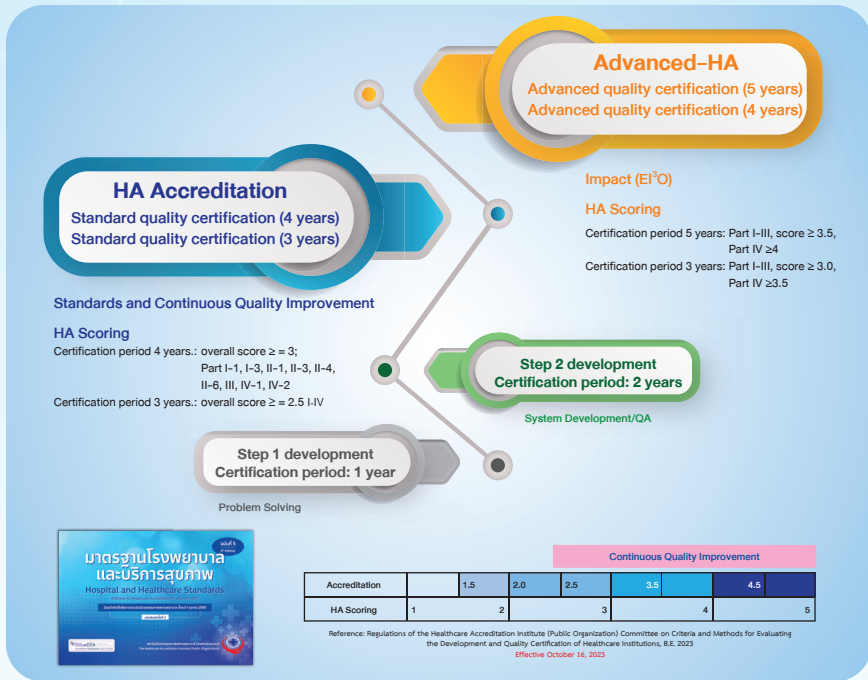 Advanced-HA
Advanced quality certification (5 years)
Advanced quality certification (4 years)
Impact (EI³O)
HA Scoring
Certification period 5 years: Part I-III, score ≥ 3.5,
Part IV ≥4
Certification period 3 years: Part I-III, score ≥ 3.0,
Part IV ≥3.5
HA Accreditation
Standard quality certification (4 years)
Standard quality certification (3 years)
Standards and Continuous Quality Improvement
HA Scoring
Certification period 4 years.: overall score ≥ = 3;
Part I-1, I-3, II-1, II-3, II-4,
II-6, III, IV-1, IV-2
Certification period 3 years.: overall score ≥ = 2.5 I-IV
Step 2 development
Certification period: 2 years
System Development/QA
Step 1 development
Certification period: 1 year
Problem Solving
ฉบับที่ 5
5th Edition
มาตรฐานโรงพยาบาล
และบริการสุขภาพ
Hospital and Healthcare Standards
Continuous Quality Improvement
Accreditation 1.5 2.0 2.5 3.5 4.5
HA Scoring 1 2 3 4 5
Reference: Regulations of the Healthcare Accreditation Institute (Public Organization) Committee on Criteria and Methods for Evaluating
the Development and Quality Certification of Healthcare Institutions, B.E. 2023
Effective October 16, 2023